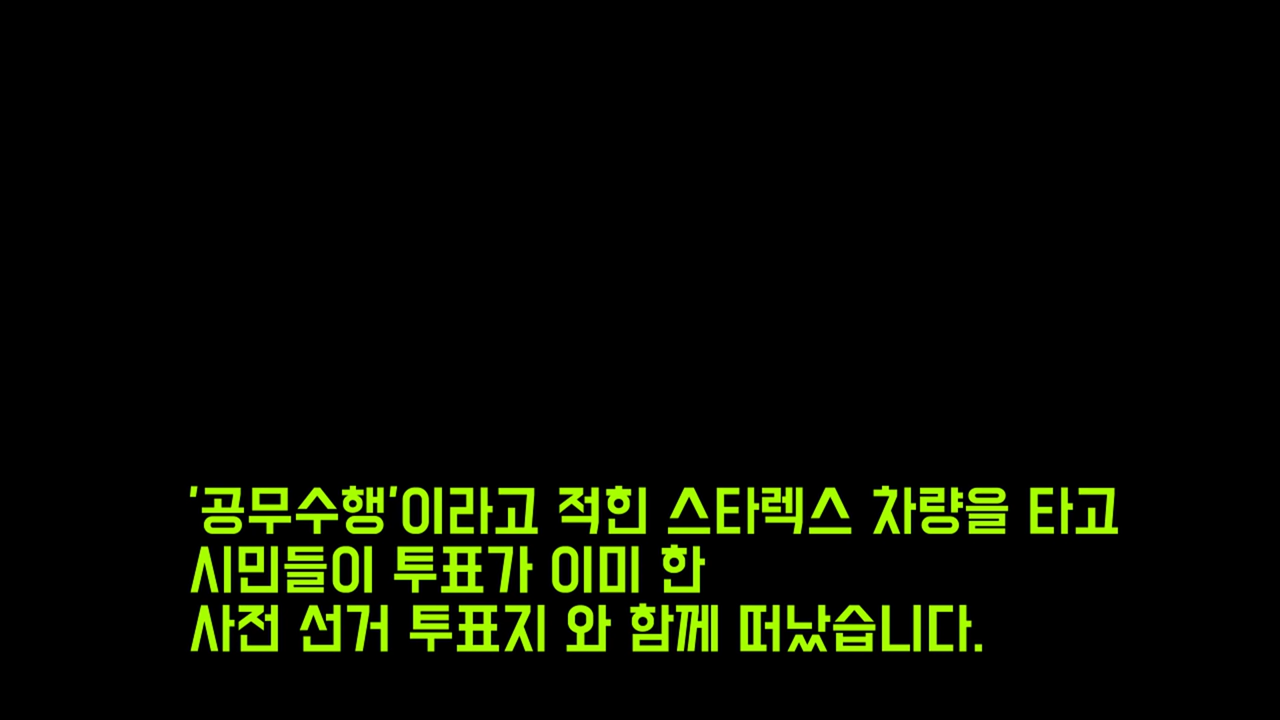 '공무수행'이라고 적힌 스타렉스 차량을 타고
시민들이 투표가 이미 한
사전 선거 투표지 와 함께 떠났습니다.